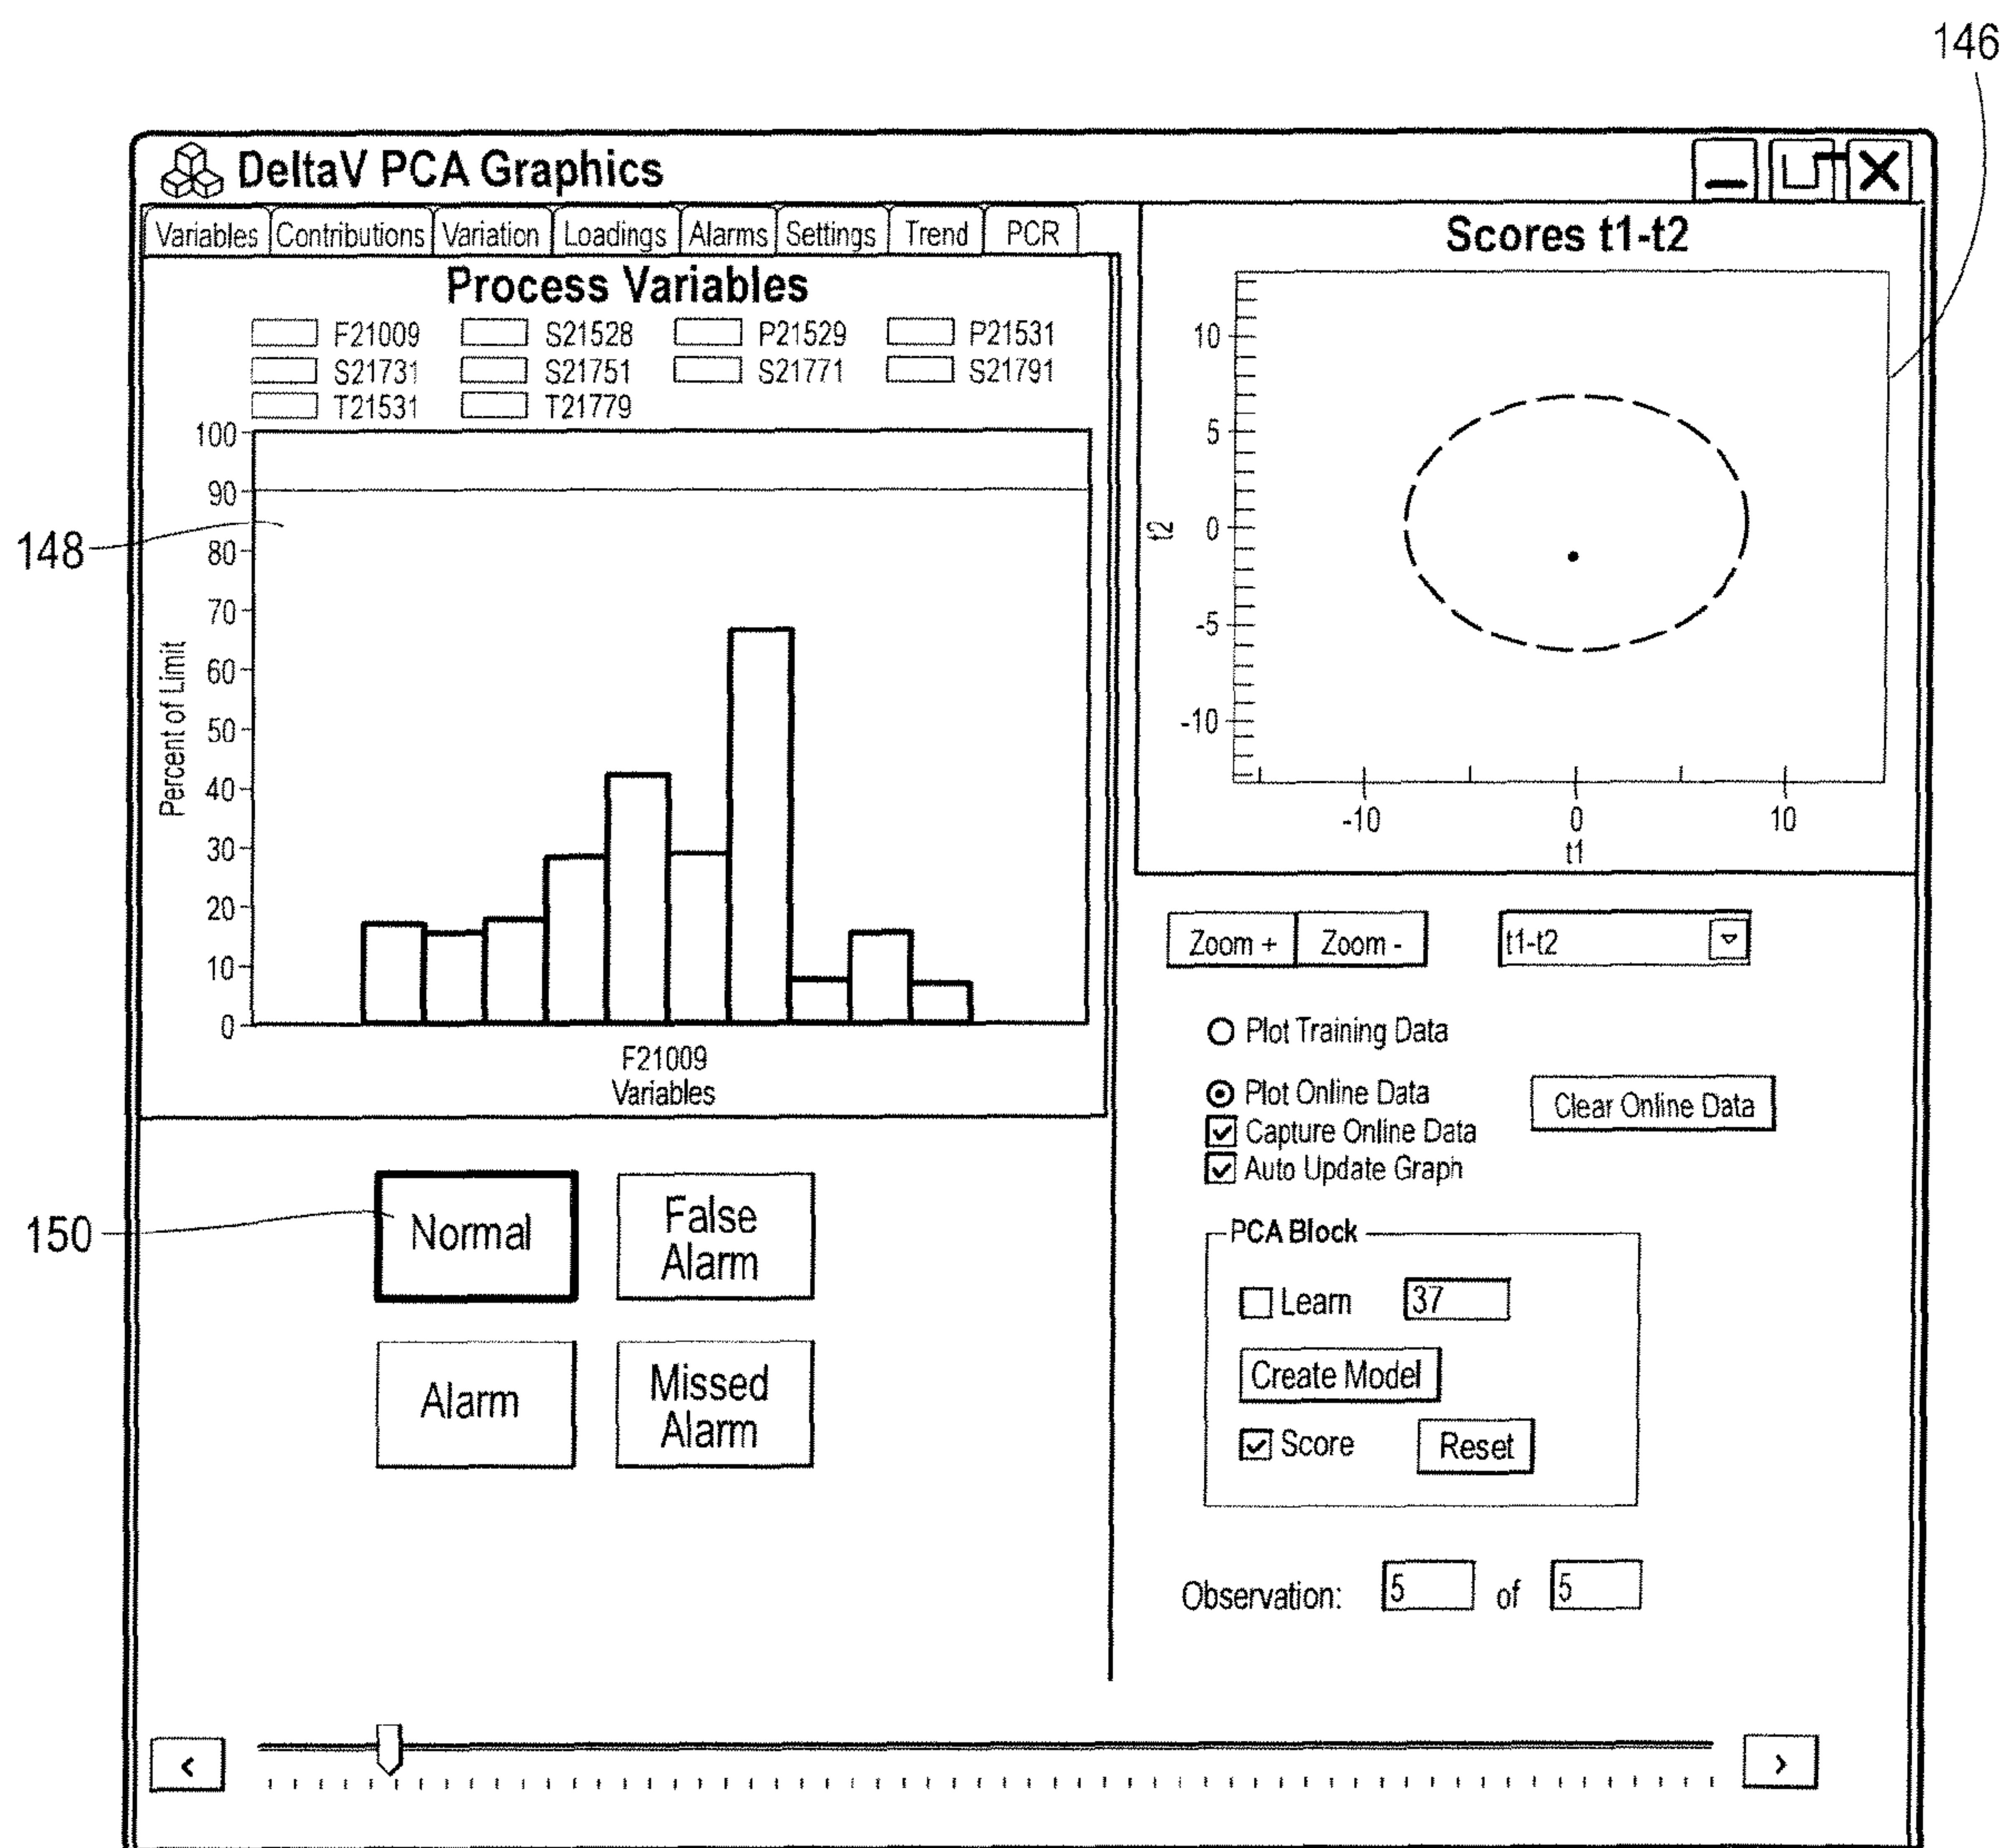 146
DeltaV PCA Graphics
Variables Contributions Variation Loadings Alarms Settings Trend PCR
Process Variables
F21009 S21528 P21529 P21531
S21731 S21751 S21771 S21791
T21531 T21779
100
90
80
70
60
50
40
30
20
10
0
Percent of Limit
F21009
Variables
148
Scores t1-t2
10
5
0
-5
-10
t2
-10 0 10
t1
Zoom + Zoom - t1-t2
Plot Training Data
Plot Online Data
Capture Online Data
Auto Update Graph
Clear Online Data
150
Normal
False
Alarm
Alarm
Missed
Alarm
PCA Block
Learn 37
Create Model
Score Reset
Observation: 5 of 5
< >